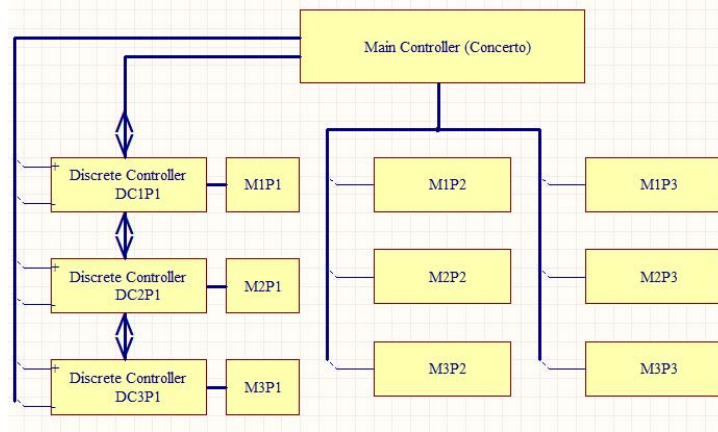 Main Controller (Concerto)
+
Discrete Controller
DC1P1
-
M1P1
M1P2
M1P3
+
Discrete Controller
DC2P1
-
M2P1
M2P2
M2P3
+
Discrete Controller
DC3P1
-
M3P1
M3P2
M3P3